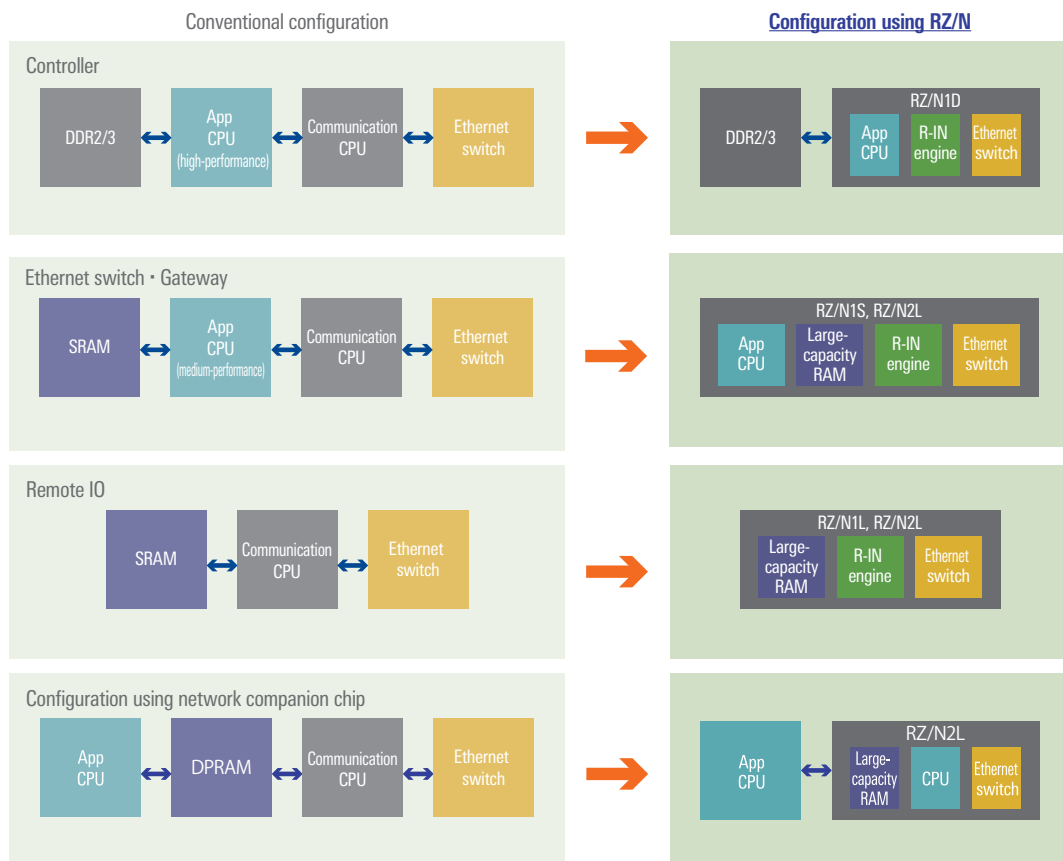 Conventional configuration
Configuration using RZ/N
Controller
DDR2/3
App
CPU
(high-performance)
Communication
CPU
Ethernet
switch
DDR2/3
RZ/N1D
App
CPU
R-IN
engine
Ethernet
switch
Ethernet switch・Gateway
SRAM
App
CPU
(medium-performance)
Communication
CPU
Ethernet
switch
RZ/N1S, RZ/N2L
App
CPU
Large-
capacity
RAM
R-IN
engine
Ethernet
switch
Remote IO
SRAM
Communication
CPU
Ethernet
switch
RZ/N1L, RZ/N2L
Large-
capacity
RAM
R-IN
engine
Ethernet
switch
Configuration using network companion chip
App
CPU
DPRAM
Communication
CPU
Ethernet
switch
App
CPU
RZ/N2L
Large-
capacity
RAM
CPU
Ethernet
switch